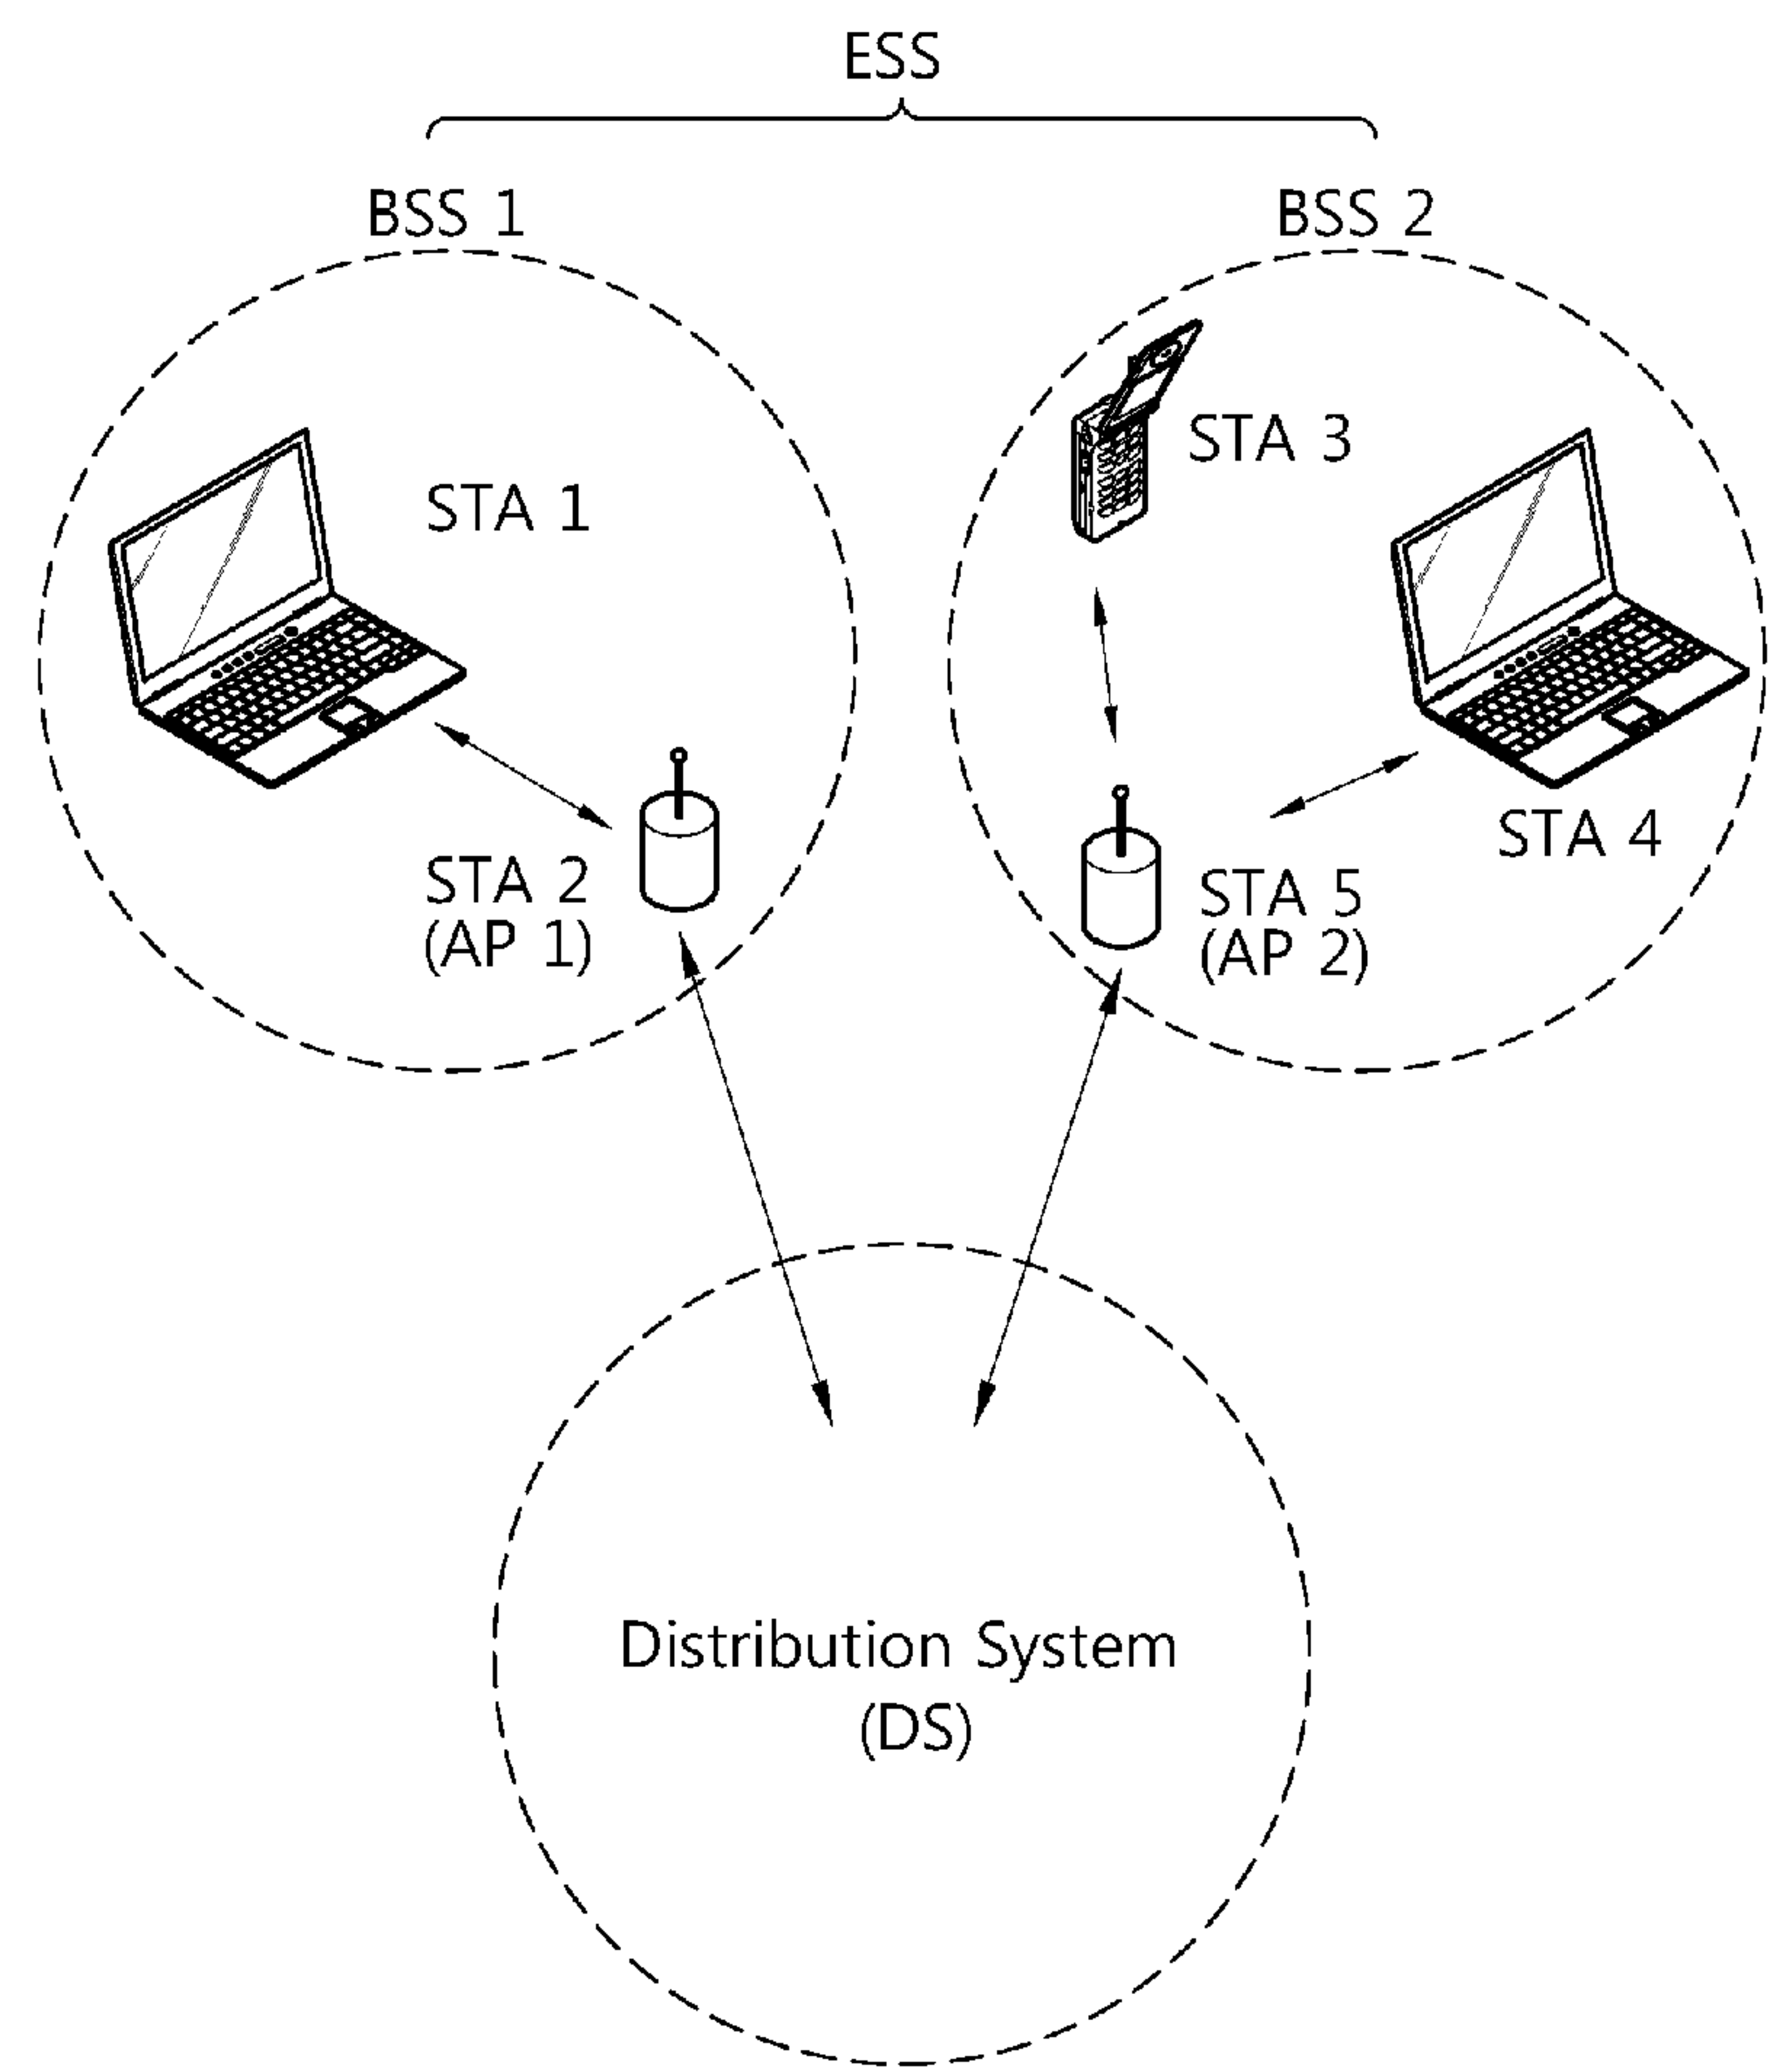 ESS
BSS 1
BSS 2
STA 3
STA 1
STA 4
STA 2
(AP 1)
STA 5
(AP 2)
Distribution System
(DS)